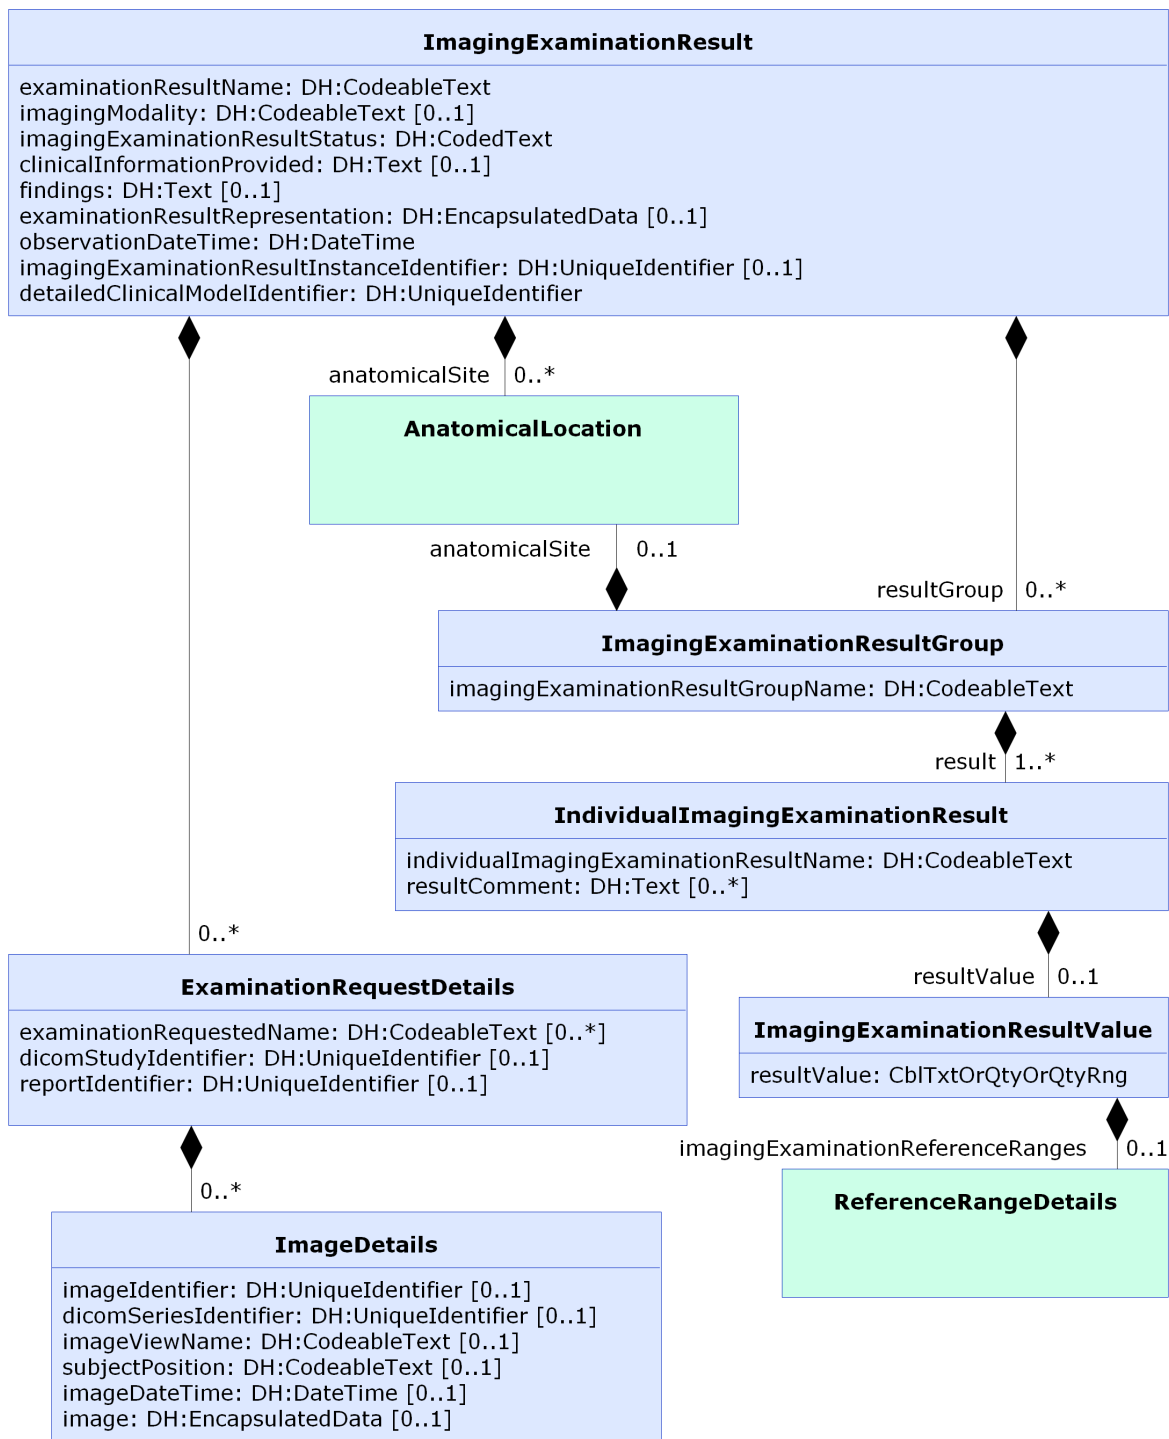 ImagingExaminationResult
examinationResultName: DH:CodeableText
imagingModality: DH:CodeableText [0..1]
imagingExaminationResultStatus: DH:CodedText
clinicalInformationProvided: DH:Text [0..1]
findings: DH:Text [0..1]
examinationResultRepresentation: DH:EncapsulatedData [0..1]
observationDateTime: DH:DateTime
imagingExaminationResultInstanceIdentifier: DH:UniqueIdentifier [0..1]
detailedClinicalModelIdentifier: DH:UniqueIdentifier
anatomicalSite 0..*
AnatomicalLocation
anatomicalSite 0..1
resultGroup 0..*
ImagingExaminationResultGroup
imagingExaminationResultGroupName: DH:CodeableText
result 1..*
IndividualImagingExaminationResult
individualImagingExaminationResultName: DH:CodeableText
resultComment: DH:Text [0..*]
0..*
ExaminationRequestDetails
examinationRequestedName: DH:CodeableText [0..*]
dicomStudyIdentifier: DH:UniqueIdentifier [0..1]
reportIdentifier: DH:UniqueIdentifier [0..1]
resultValue 0..1
ImagingExaminationResultValue
resultValue: CblTxtOrQtyOrQtyRng
imagingExaminationReferenceRanges 0..1
ReferenceRangeDetails
0..*
ImageDetails
imageIdentifier: DH:UniqueIdentifier [0..1]
dicomSeriesIdentifier: DH:UniqueIdentifier [0..1]
imageViewName: DH:CodeableText [0..1]
subjectPosition: DH:CodeableText [0..1]
imageDateTime: DH:DateTime [0..1]
image: DH:EncapsulatedData [0..1]